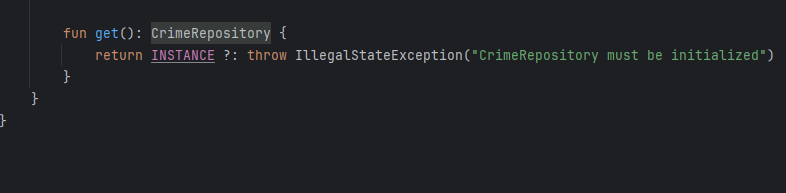 fun get(): CrimeRepository {
return INSTANCE ?: throw IllegalStateException("CrimeRepository must be initialized")
}
}
}